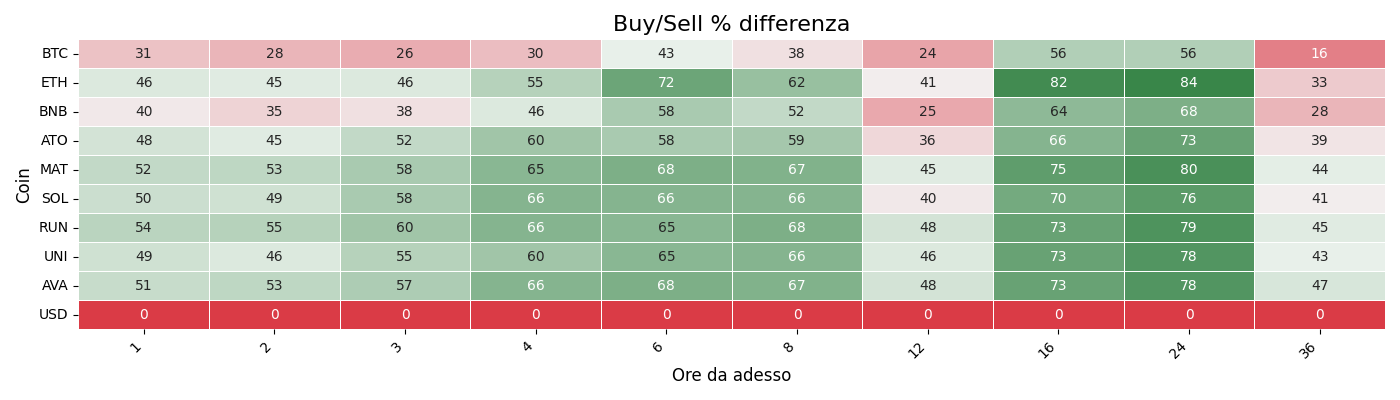 Buy/Sell % differenza
BTC 31 28 26 30 43 38 24 56 56 16
ETH 46 45 46 55 72 62 41 82 84 33
BNB 40 35 38 46 58 52 25 64 68 28
ATO 48 45 52 60 58 59 36 66 73 39
MAT 52 53 58 65 68 67 45 75 80 44
SOL 50 49 58 66 66 66 40 70 76 41
RUN 54 55 60 66 65 68 48 73 79 45
UNI 49 46 55 60 65 66 46 73 78 43
AVA 51 53 57 66 68 67 48 73 78 47
USD 0 0 0 0 0 0 0 0 0 0
Coin
1 2 3 4 6 8 12 16 24 36
Ore da adesso